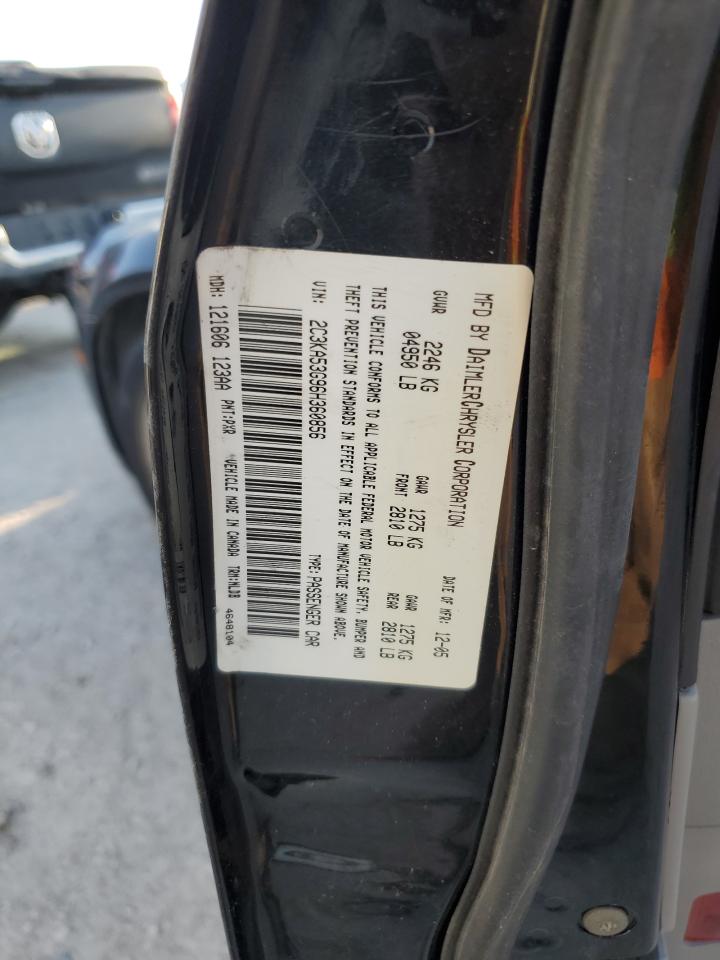 MFD BY DAIMLERCHRYSLER CORPORATION
DATE OF MFR: 12-05
GVWR 2246 KG
04950 LB
GAWR FRONT 1275 KG
2810 LB
GAWR REAR 1275 KG
2810 LB
THIS VEHICLE CONFORMS TO ALL APPLICABLE FEDERAL MOTOR VEHICLE SAFETY, BUMPER AND
THEFT PREVENTION STANDARDS IN EFFECT ON THE DATE OF MANUFACTURE SHOWN ABOVE.
VIN: 2C3KA53G96H360856 TYPE: PASSENGER CAR
MDH: 121606 123AA PNT:PXR VEHICLE MADE IN CANADA TRM:WLDB
4648104